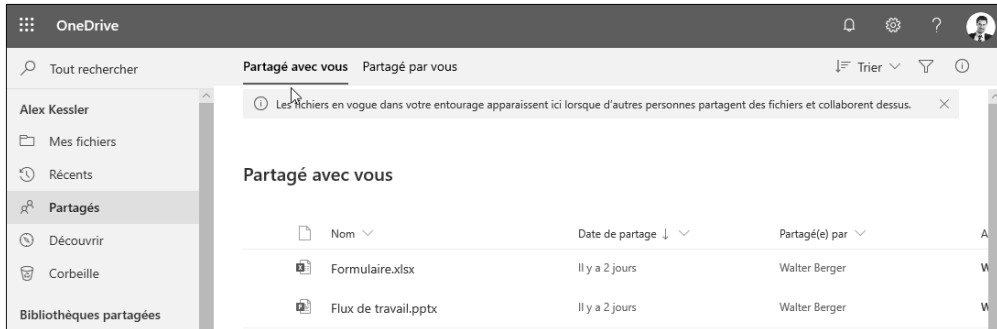 OneDrive
Tout rechercher
Partagé avec vous Partagé par vous
Trier
Alex Kessler
Les fichiers en vogue dans votre entourage apparaissent ici lorsque d'autres personnes partagent des fichiers et collaborent dessus.
Mes fichiers
Récents
Partagé avec vous
Partagés
Découvrir
Nom Date de partage Partagé(e) par A
Corbeille
Formulaire.xlsx Il y a 2 jours Walter Berger W
Bibliothèques partagées
Flux de travail.pptx Il y a 2 jours Walter Berger W